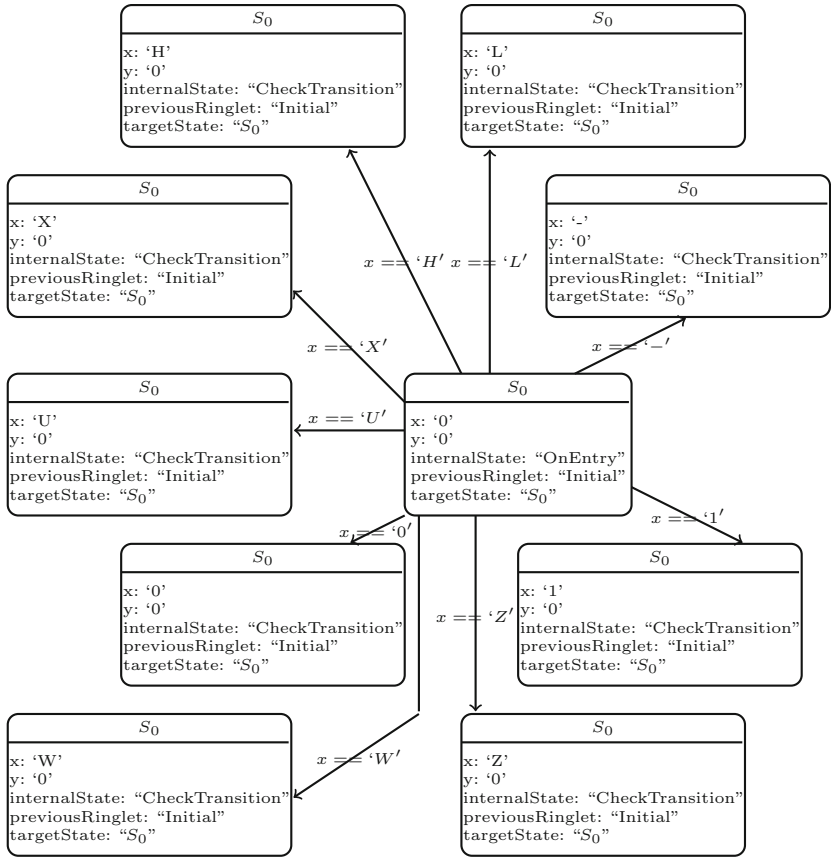 S₀
x: ‘H’
y: ‘0’
internalState: “CheckTransition”
previousRinglet: “Initial”
targetState: “S₀”
S₀
x: ‘L’
y: ‘0’
internalState: “CheckTransition”
previousRinglet: “Initial”
targetState: “S₀”
S₀
x: ‘X’
y: ‘0’
internalState: “CheckTransition”
previousRinglet: “Initial”
targetState: “S₀”
S₀
x: ‘-’
y: ‘0’
internalState: “CheckTransition”
previousRinglet: “Initial”
targetState: “S₀”
x == ‘H′
x == ‘L′
x == ‘X′
x == ‘−′
S₀
x: ‘U’
y: ‘0’
internalState: “CheckTransition”
previousRinglet: “Initial”
targetState: “S₀”
x == ‘U′
S₀
x: ‘0’
y: ‘0’
internalState: “OnEntry”
previousRinglet: “Initial”
targetState: “S₀”
x == ‘0′
x == ‘1′
S₀
x: ‘0’
y: ‘0’
internalState: “CheckTransition”
previousRinglet: “Initial”
targetState: “S₀”
x == ‘Z′
S₀
x: ‘1’
y: ‘0’
internalState: “CheckTransition”
previousRinglet: “Initial”
targetState: “S₀”
S₀
x: ‘W’
y: ‘0’
internalState: “CheckTransition”
previousRinglet: “Initial”
targetState: “S₀”
x == ‘W′
S₀
x: ‘Z’
y: ‘0’
internalState: “CheckTransition”
previousRinglet: “Initial”
targetState: “S₀”